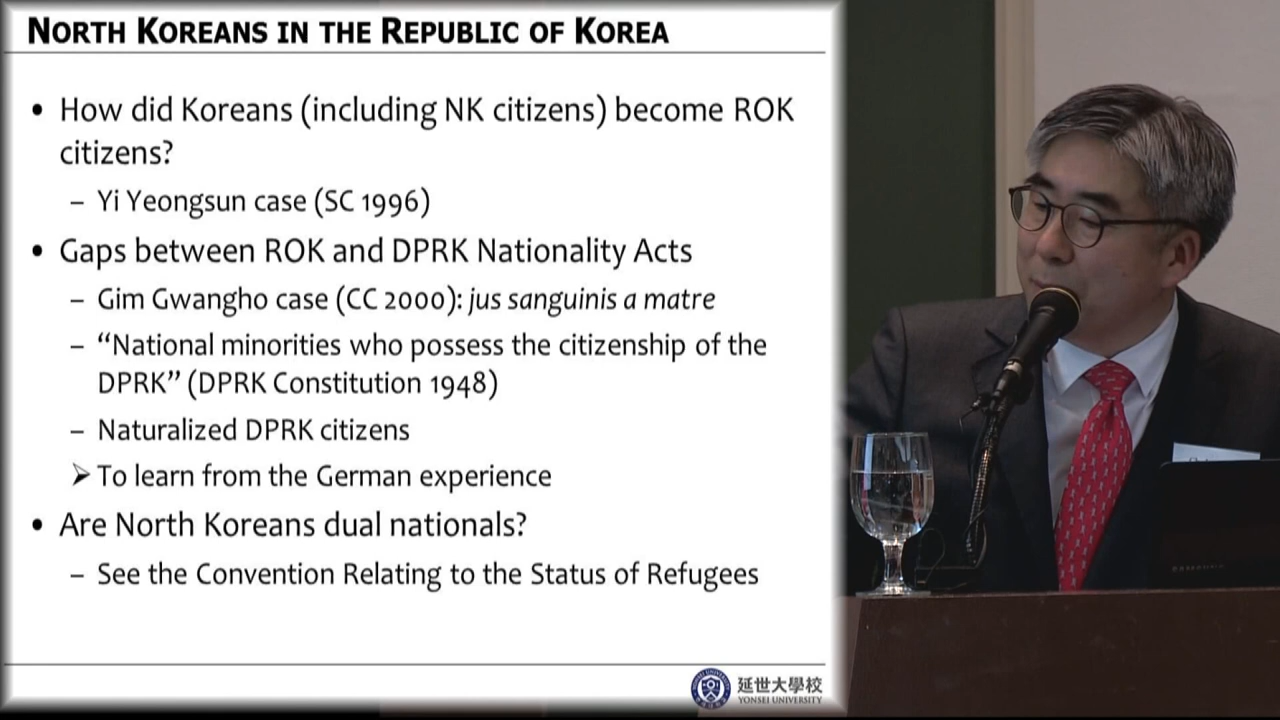 NORTH KOREANS IN THE REPUBLIC OF KOREA
• How did Koreans (including NK citizens) become ROK
citizens?
– Yi Yeongsun case (SC 1996)
• Gaps between ROK and DPRK Nationality Acts
– Gim Gwangho case (CC 2000): jus sanguinis a matre
– “National minorities who possess the citizenship of the
DPRK” (DPRK Constitution 1948)
– Naturalized DPRK citizens
➢ To learn from the German experience
• Are North Koreans dual nationals?
– See the Convention Relating to the Status of Refugees
延世大學校
YONSEI UNIVERSITY